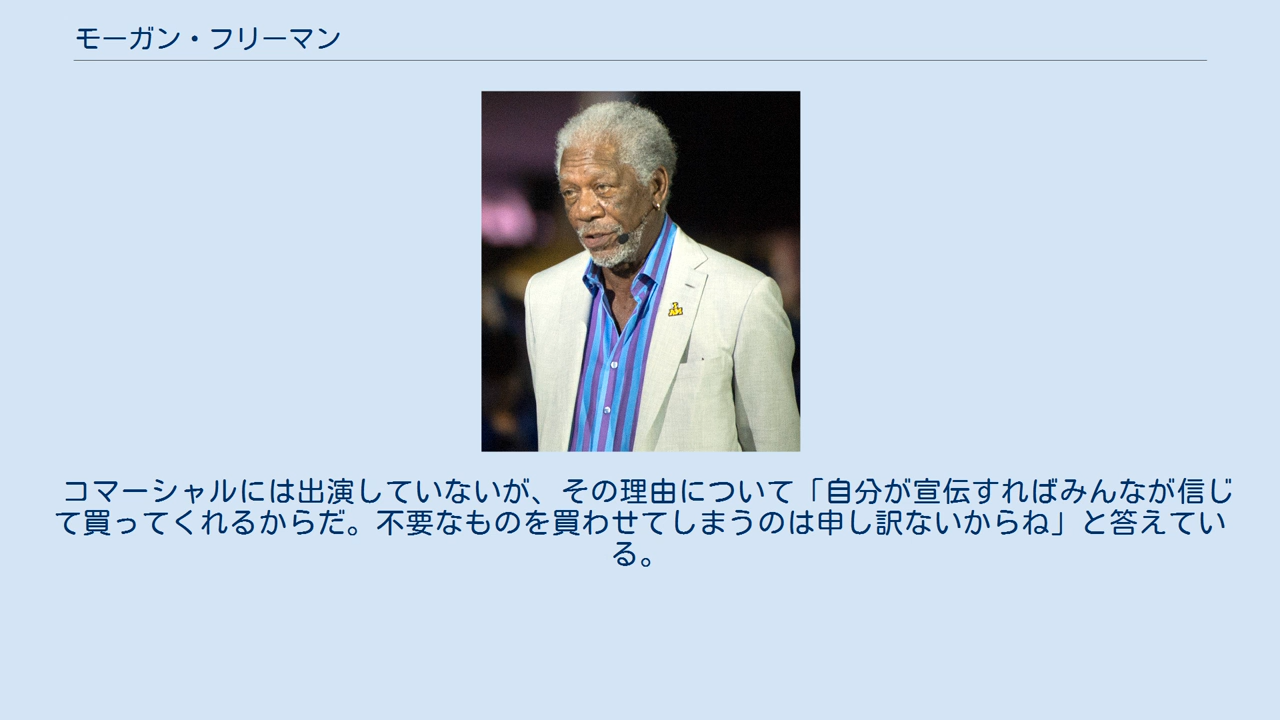 モーガン・フリーマン
コマーシャルには出演していないが、その理由について「自分が宣伝すればみんなが信じ
て買ってくれるからだ。不要なものを買わせてしまうのは申し訳ないからね」と答えてい
る。